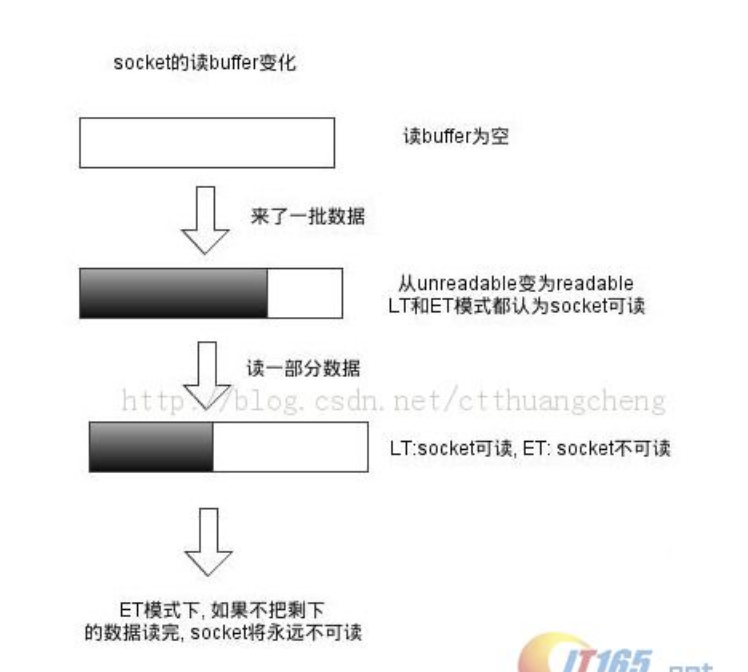 socket的读buffer变化
读buffer为空
来了一批数据
从unreadable变为readable
LT和ET模式都认为socket可读
读一部分数据
http://blog.csdn.net/ctthuangcheng
LT:socket可读, ET: socket不可读
ET模式下, 如果不把剩下
的数据读完, socket将永远不可读
IT165